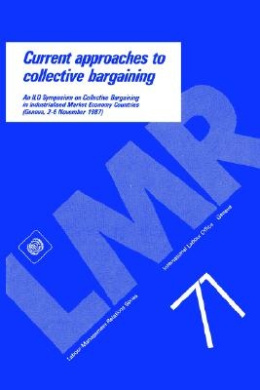 Current approaches to
collective bargaining
An ILO Symposium on Collective Bargaining
in Industrialised Market Economy Countries
(Geneva, 2-6 November 1987)
LMR
International Labour Office Geneva
Labour-Management Relations Series
71